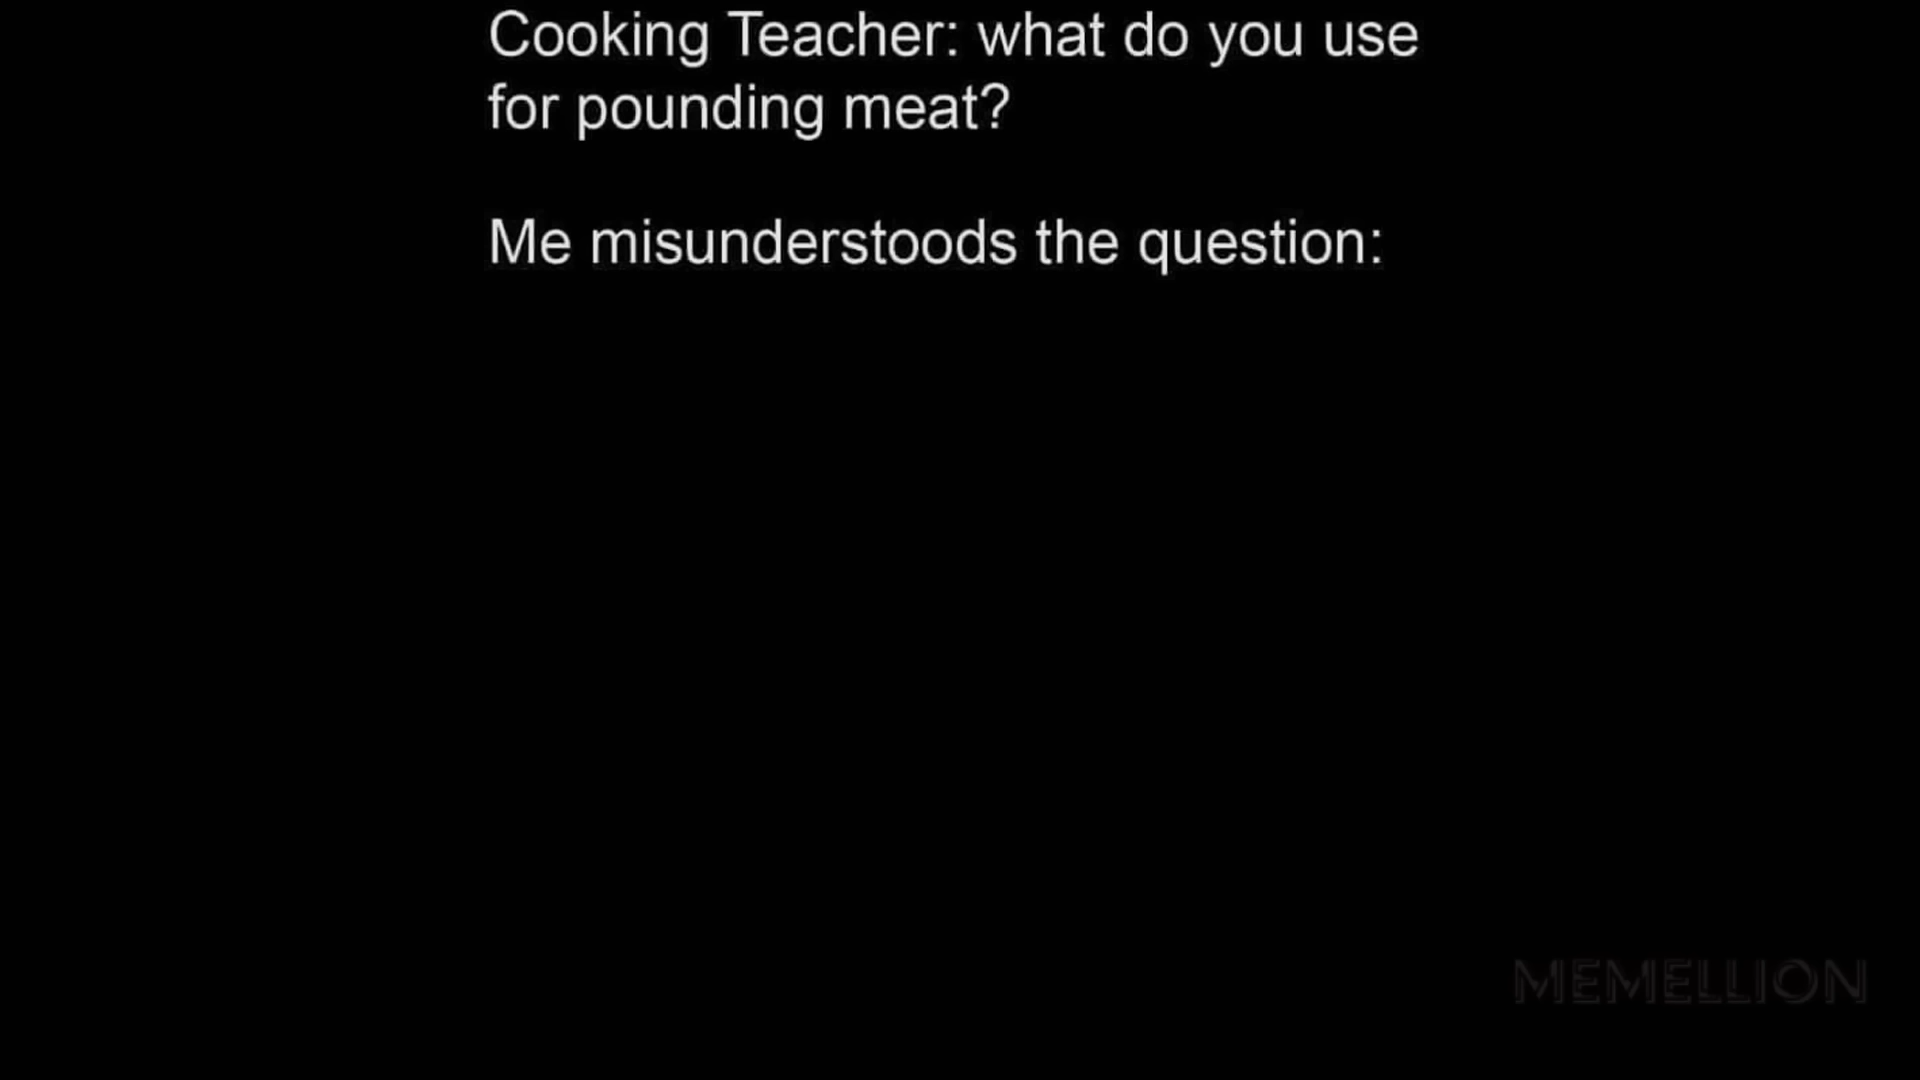 Cooking Teacher: what do you use
for pounding meat?
Me misunderstoods the question:
MEMELLION